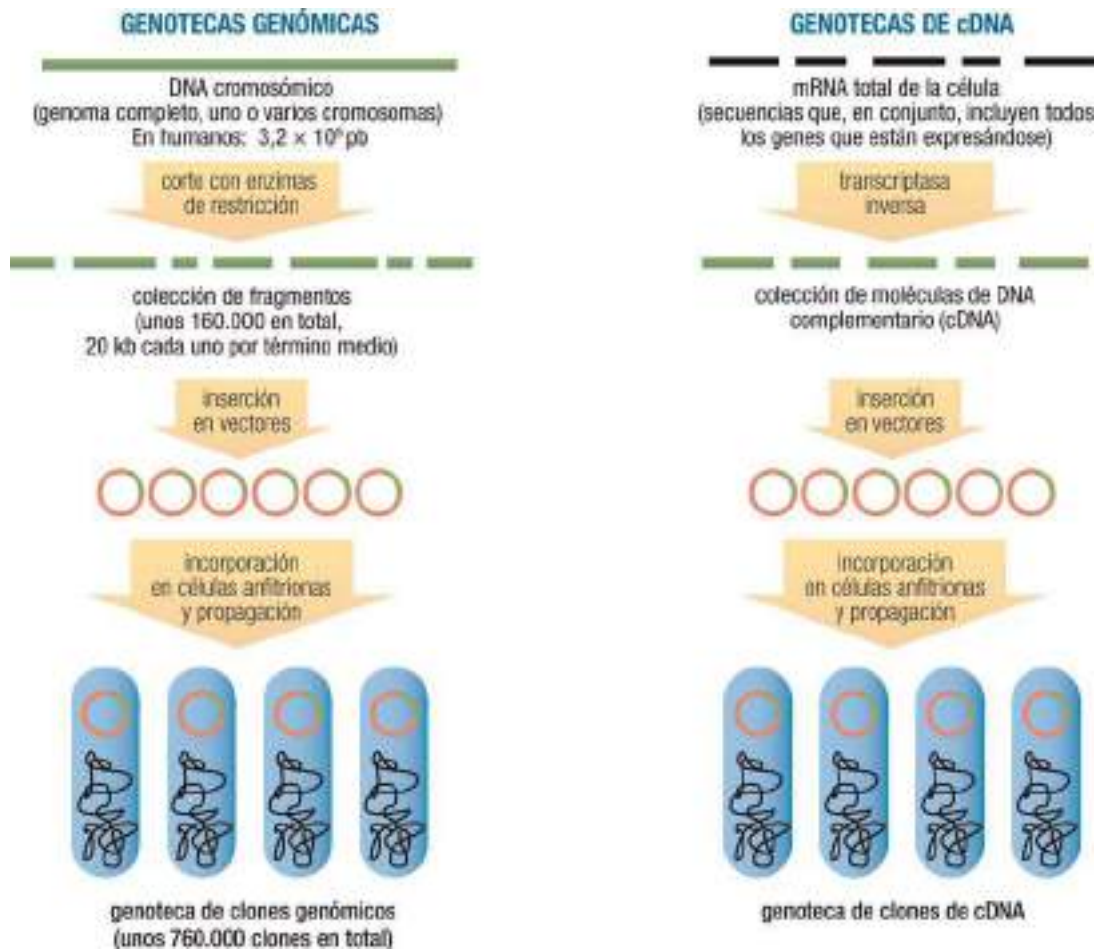 GENOTECAS GENÓMICAS
DNA cromosómico
(genoma completo, uno o varios cromosomas)
En humanos: 3,2 × 10⁹ pb
corte con enzimas
de restricción
colección de fragmentos
(unos 160.000 en total,
20 kb cada uno por término medio)
inserción
en vectores
incorporación
en células anfitrionas
y propagación
genoteca de clones genómicos
(unos 760.000 clones en total)
GENOTECAS DE cDNA
mRNA total de la célula
(secuencias que, en conjunto, incluyen todos
los genes que están expresándose)
transcriptasa
inversa
colección de moléculas de DNA
complementario (cDNA)
inserción
en vectores
incorporación
en células anfitrionas
y propagación
genoteca de clones de cDNA